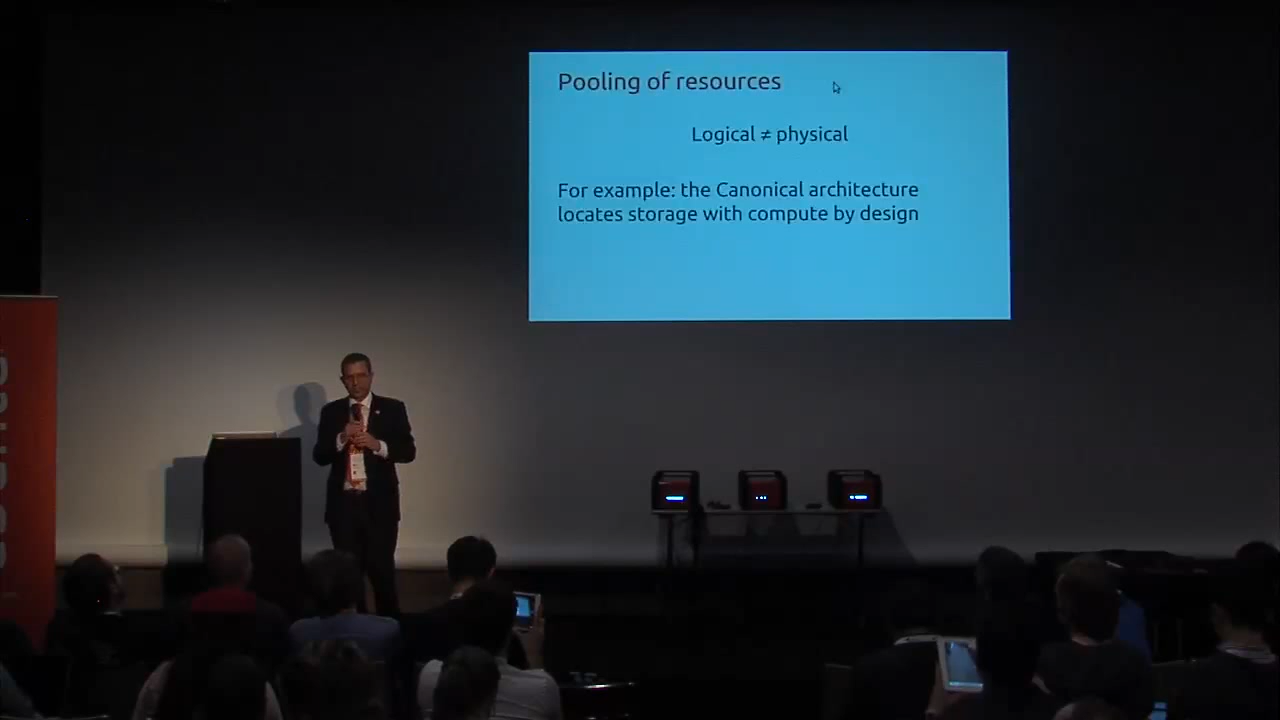 Pooling of resources
Logical ≠ physical
For example: the Canonical architecture
locates storage with compute by design